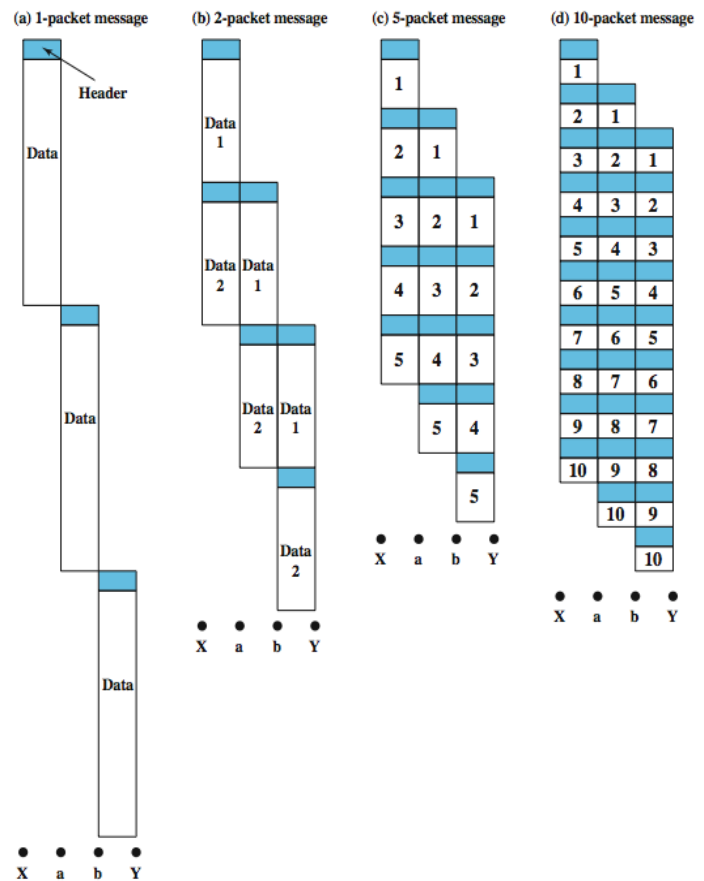 (a) 1-packet message
Header
Data
Data
Data
X a b Y
(b) 2-packet message
Data
1
Data Data
2 1
Data Data
2 1
Data
2
X a b Y
(c) 5-packet message
1
2 1
3 2 1
4 3 2
5 4 3
5 4
5
X a b Y
(d) 10-packet message
1
2 1
3 2 1
4 3 2
5 4 3
6 5 4
7 6 5
8 7 6
9 8 7
10 9 8
10 9
10
X a b Y